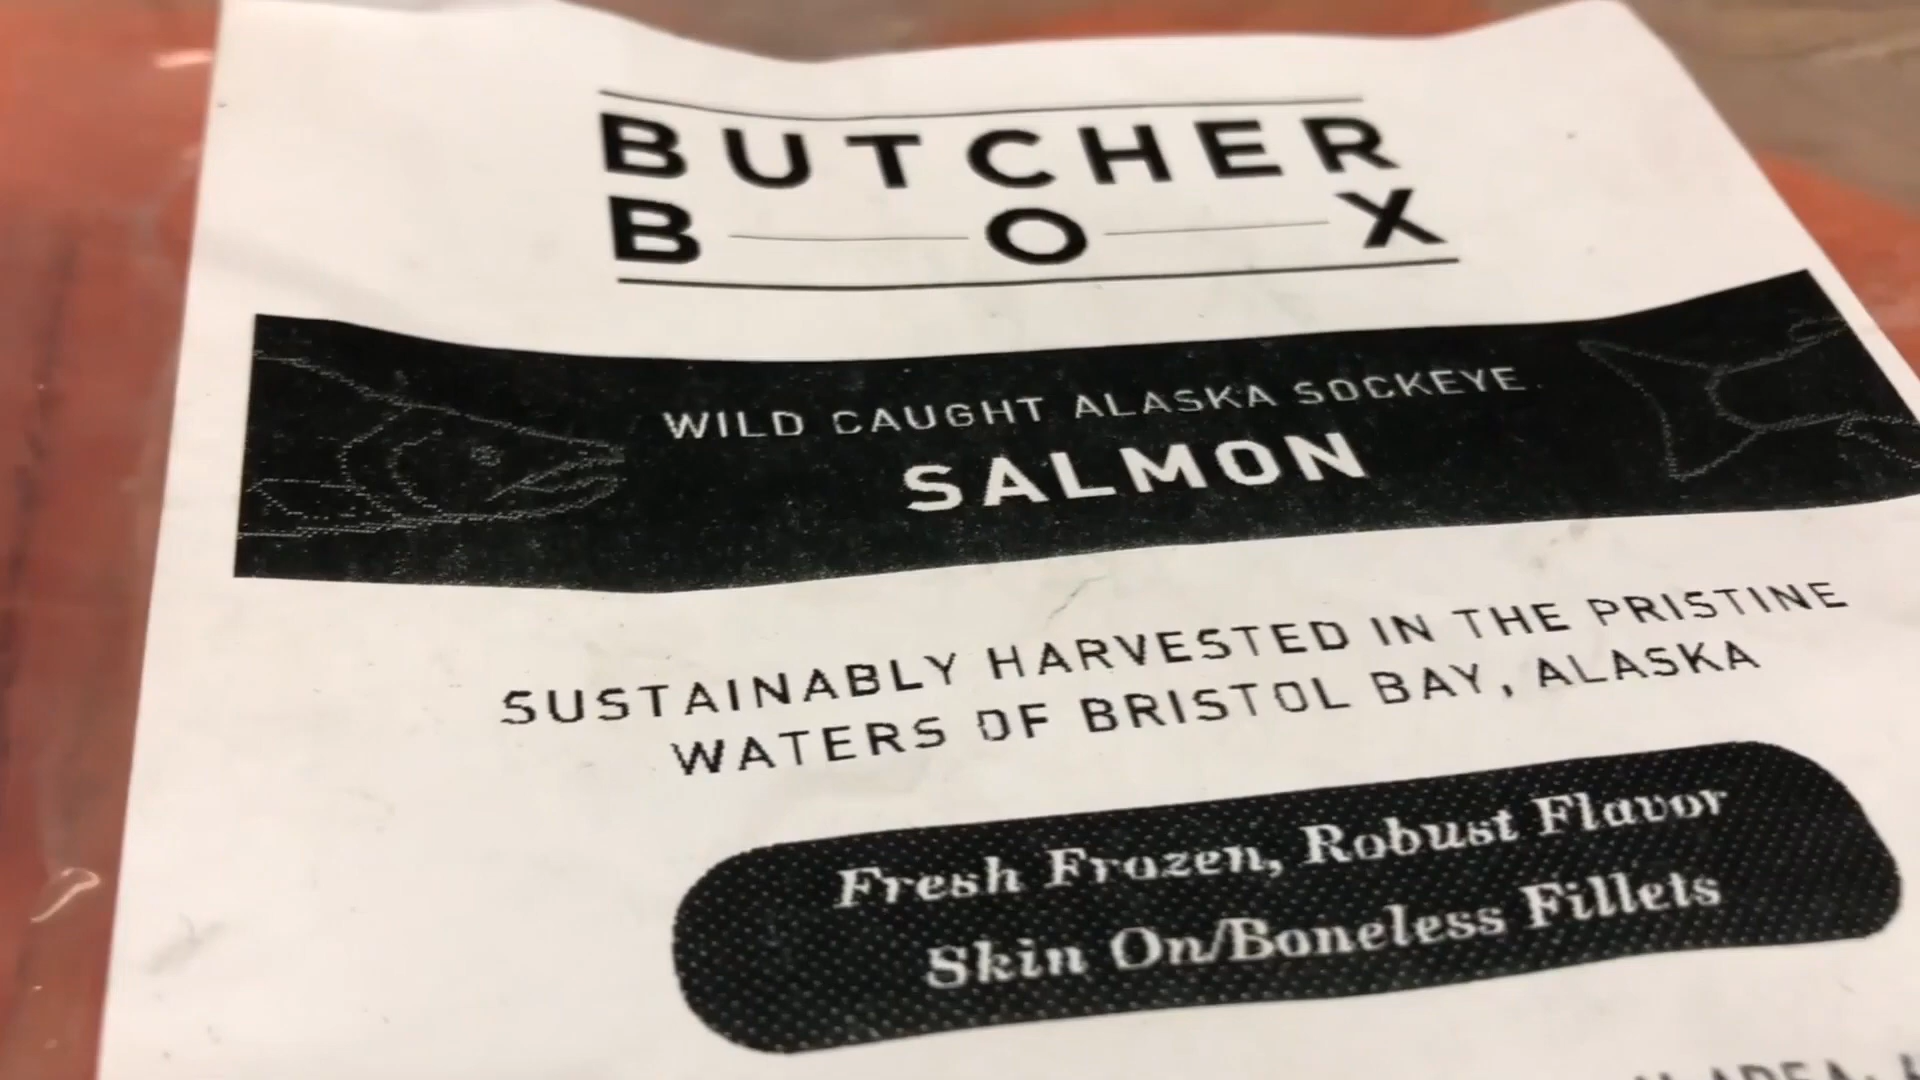 BUTCHER
BOX
WILD CAUGHT ALASKA SOCKEYE
SALMON
SUSTAINABLY HARVESTED IN THE PRISTINE
WATERS OF BRISTOL BAY, ALASKA
Fresh Frozen, Robust Flavor
Skin On/Boneless Fillets